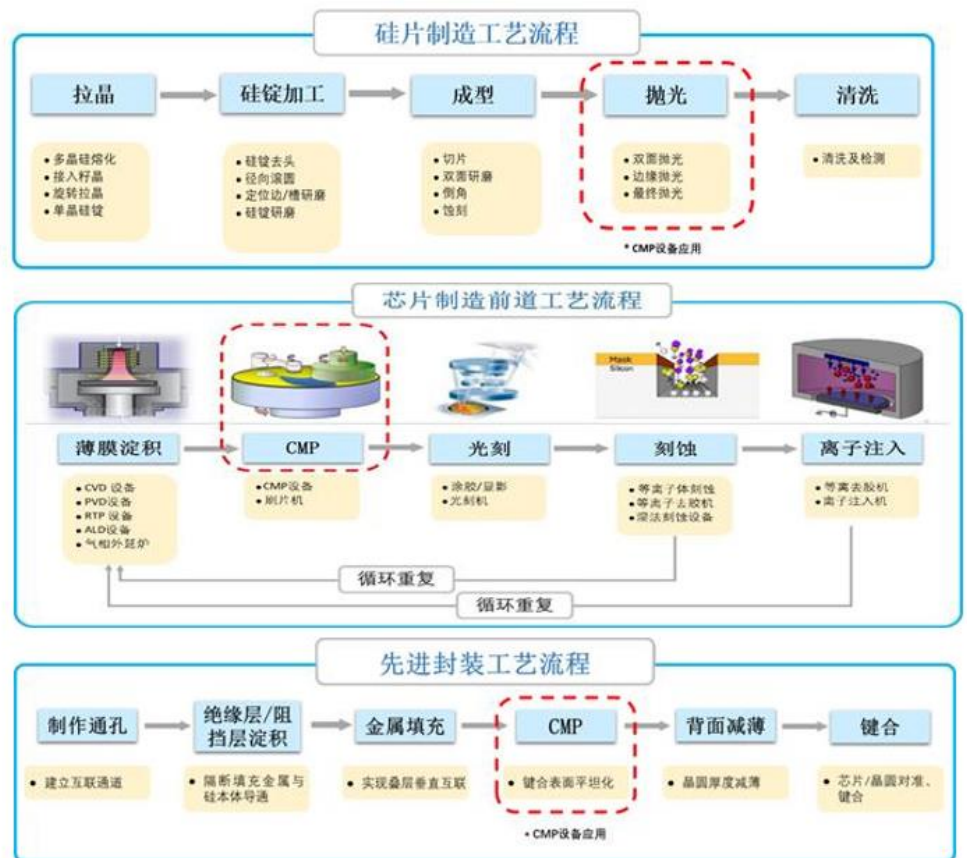 硅片制造工艺流程
拉晶
硅锭加工
成型
抛光
清洗
• 多晶硅熔化
• 接入籽晶
• 旋转拉晶
• 单晶硅锭
• 硅锭去头
• 径向滚圆
• 定位边/槽研磨
• 硅锭研磨
• 切片
• 双面研磨
• 倒角
• 蚀刻
• 双面抛光
• 边缘抛光
• 最终抛光
• 清洗及检测
* CMP设备应用
芯片制造前道工艺流程
Mask
Silicon
薄膜淀积
CMP
光刻
刻蚀
离子注入
• CVD 设备
• PVD设备
• RTP 设备
• ALD设备
• 气相外延炉
• CMP设备
• 刷片机
• 涂胶/显影
• 光刻机
• 等离子体刻蚀
• 等离子去胶机
• 湿法刻蚀设备
• 等离去胶机
• 离子注入机
循环重复
循环重复
先进封装工艺流程
制作通孔
绝缘层/阻
挡层淀积
金属填充
CMP
背面减薄
键合
• 建立互联通道
• 隔断填充金属与
硅本体导通
• 实现叠层垂直互联
• 键合表面平坦化
• 晶圆厚度减薄
• 芯片/晶圆对准、
键合
* CMP设备应用